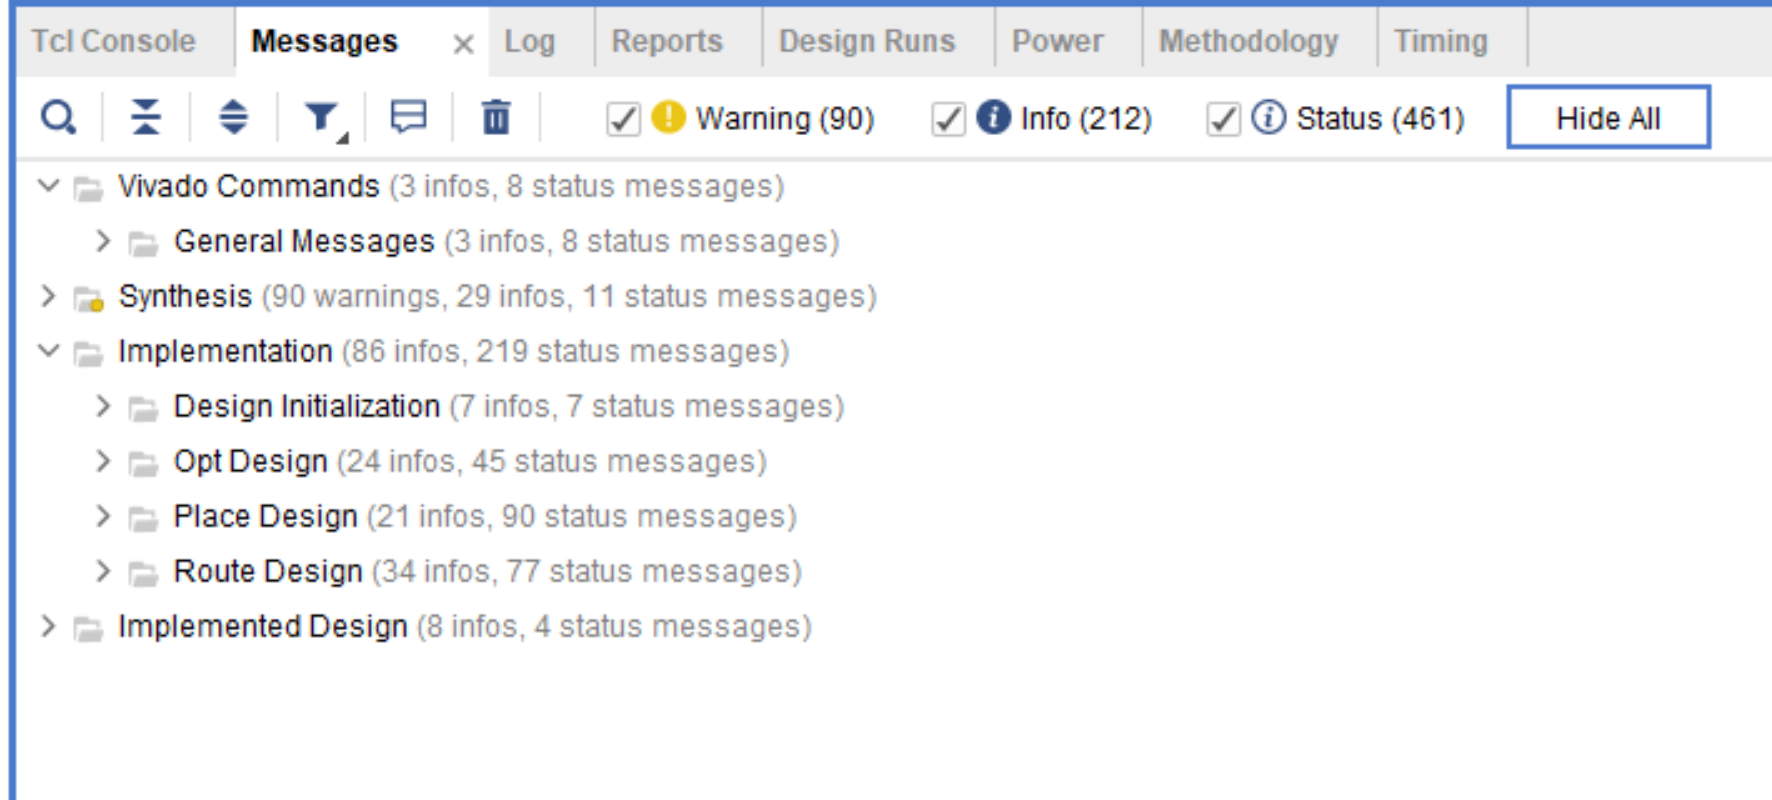 Tcl Console Messages × Log Reports Design Runs Power Methodology Timing
Warning (90) Info (212) Status (461) Hide All
Vivado Commands (3 infos, 8 status messages)
General Messages (3 infos, 8 status messages)
Synthesis (90 warnings, 29 infos, 11 status messages)
Implementation (86 infos, 219 status messages)
Design Initialization (7 infos, 7 status messages)
Opt Design (24 infos, 45 status messages)
Place Design (21 infos, 90 status messages)
Route Design (34 infos, 77 status messages)
Implemented Design (8 infos, 4 status messages)